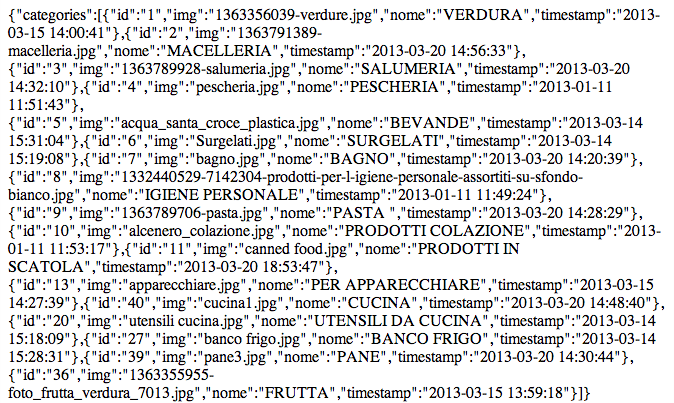 {"categories":[{"id":"1","img":"1363356039-verdure.jpg","nome":"VERDURA","timestamp":"2013-
03-15 14:00:41"},{"id":"2","img":"1363791389-
macelleria.jpg","nome":"MACELLERIA","timestamp":"2013-03-20 14:56:33"},
{"id":"3","img":"1363789928-salumeria.jpg","nome":"SALUMERIA","timestamp":"2013-03-20
14:32:10"},{"id":"4","img":"pescheria.jpg","nome":"PESCHERIA","timestamp":"2013-01-11
11:51:43"},
{"id":"5","img":"acqua_santa_croce_plastica.jpg","nome":"BEVANDE","timestamp":"2013-03-14
15:31:04"},{"id":"6","img":"Surgelati.jpg","nome":"SURGELATI","timestamp":"2013-03-14
15:19:08"},{"id":"7","img":"bagno.jpg","nome":"BAGNO","timestamp":"2013-03-20 14:20:39"},
{"id":"8","img":"1332440529-7142304-prodotti-per-l-igiene-personale-assortiti-su-sfondo-
bianco.jpg","nome":"IGIENE PERSONALE","timestamp":"2013-01-11 11:49:24"},
{"id":"9","img":"1363789706-pasta.jpg","nome":"PASTA ","timestamp":"2013-03-20 14:28:29"},
{"id":"10","img":"alcenero_colazione.jpg","nome":"PRODOTTI COLAZIONE","timestamp":"2013-
01-11 11:53:17"},{"id":"11","img":"canned food.jpg","nome":"PRODOTTI IN
SCATOLA","timestamp":"2013-03-20 18:53:47"},
{"id":"13","img":"apparecchiare.jpg","nome":"PER APPARECCHIARE","timestamp":"2013-03-15
14:27:39"},{"id":"40","img":"cucina1.jpg","nome":"CUCINA","timestamp":"2013-03-20 14:48:40"},
{"id":"20","img":"utensili cucina.jpg","nome":"UTENSILI DA CUCINA","timestamp":"2013-03-14
15:18:09"},{"id":"27","img":"banco frigo.jpg","nome":"BANCO FRIGO","timestamp":"2013-03-14
15:28:31"},{"id":"39","img":"pane3.jpg","nome":"PANE","timestamp":"2013-03-20 14:30:44"},
{"id":"36","img":"1363355955-
foto_frutta_verdura_7013.jpg","nome":"FRUTTA","timestamp":"2013-03-15 13:59:18"}]}